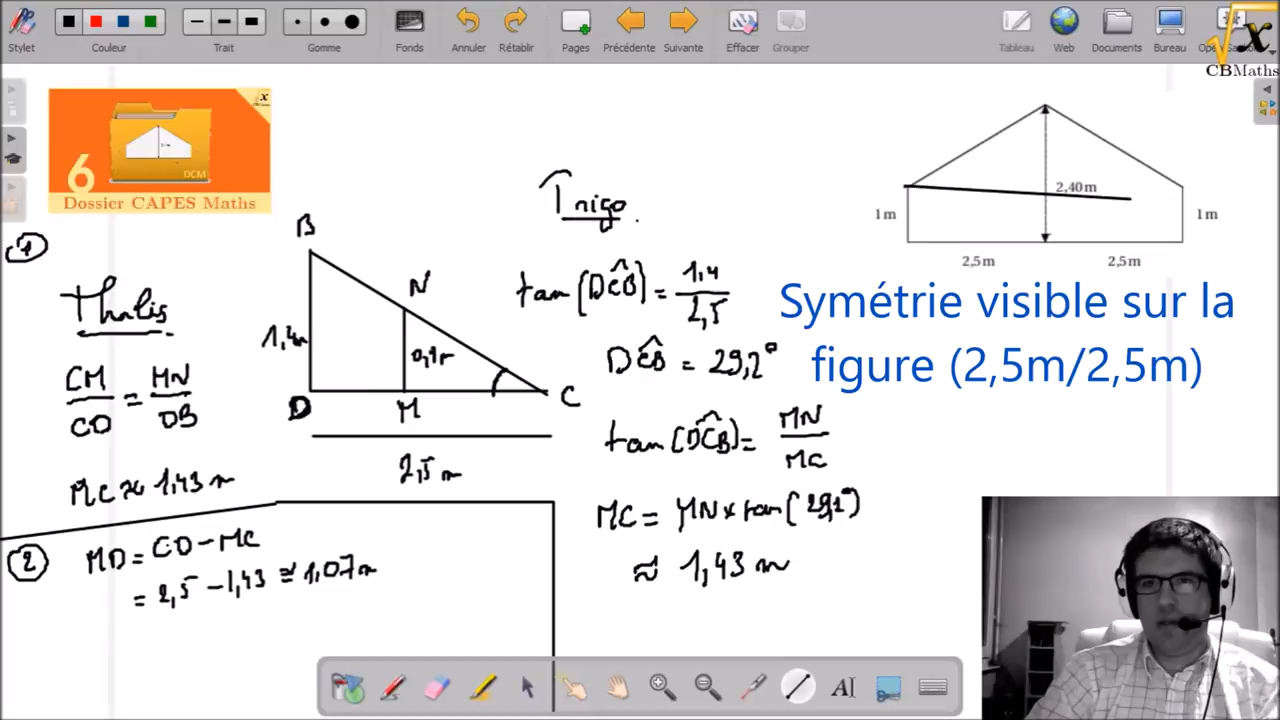 Stylet Couleur Trait Gomme Fonds Annuler Rétablir Pages Précédente Suivante Effacer Grouper Tableau Web Documents Bureau
√x
CBMaths
6
DCM
Dossier CAPES Maths
2,40m
1m
1m
2,5m
2,5m
Symétrie visible sur la
figure (2,5m/2,5m)
1
Thalès
CM/CD = MN/DB
MC ≈ 1,43 m
B
N
1,4m
D
M
C
2,5 m
Trigo.
tan(DĈB) = 1,4/2,5
DĈB = 29,2°
tan(DĈB) = MN/MC
MC = MN × tan(29,2°)
≈ 1,43 m
2
MD = CD - MC
= 2,5 - 1,43 ≃ 1,07 m
AI